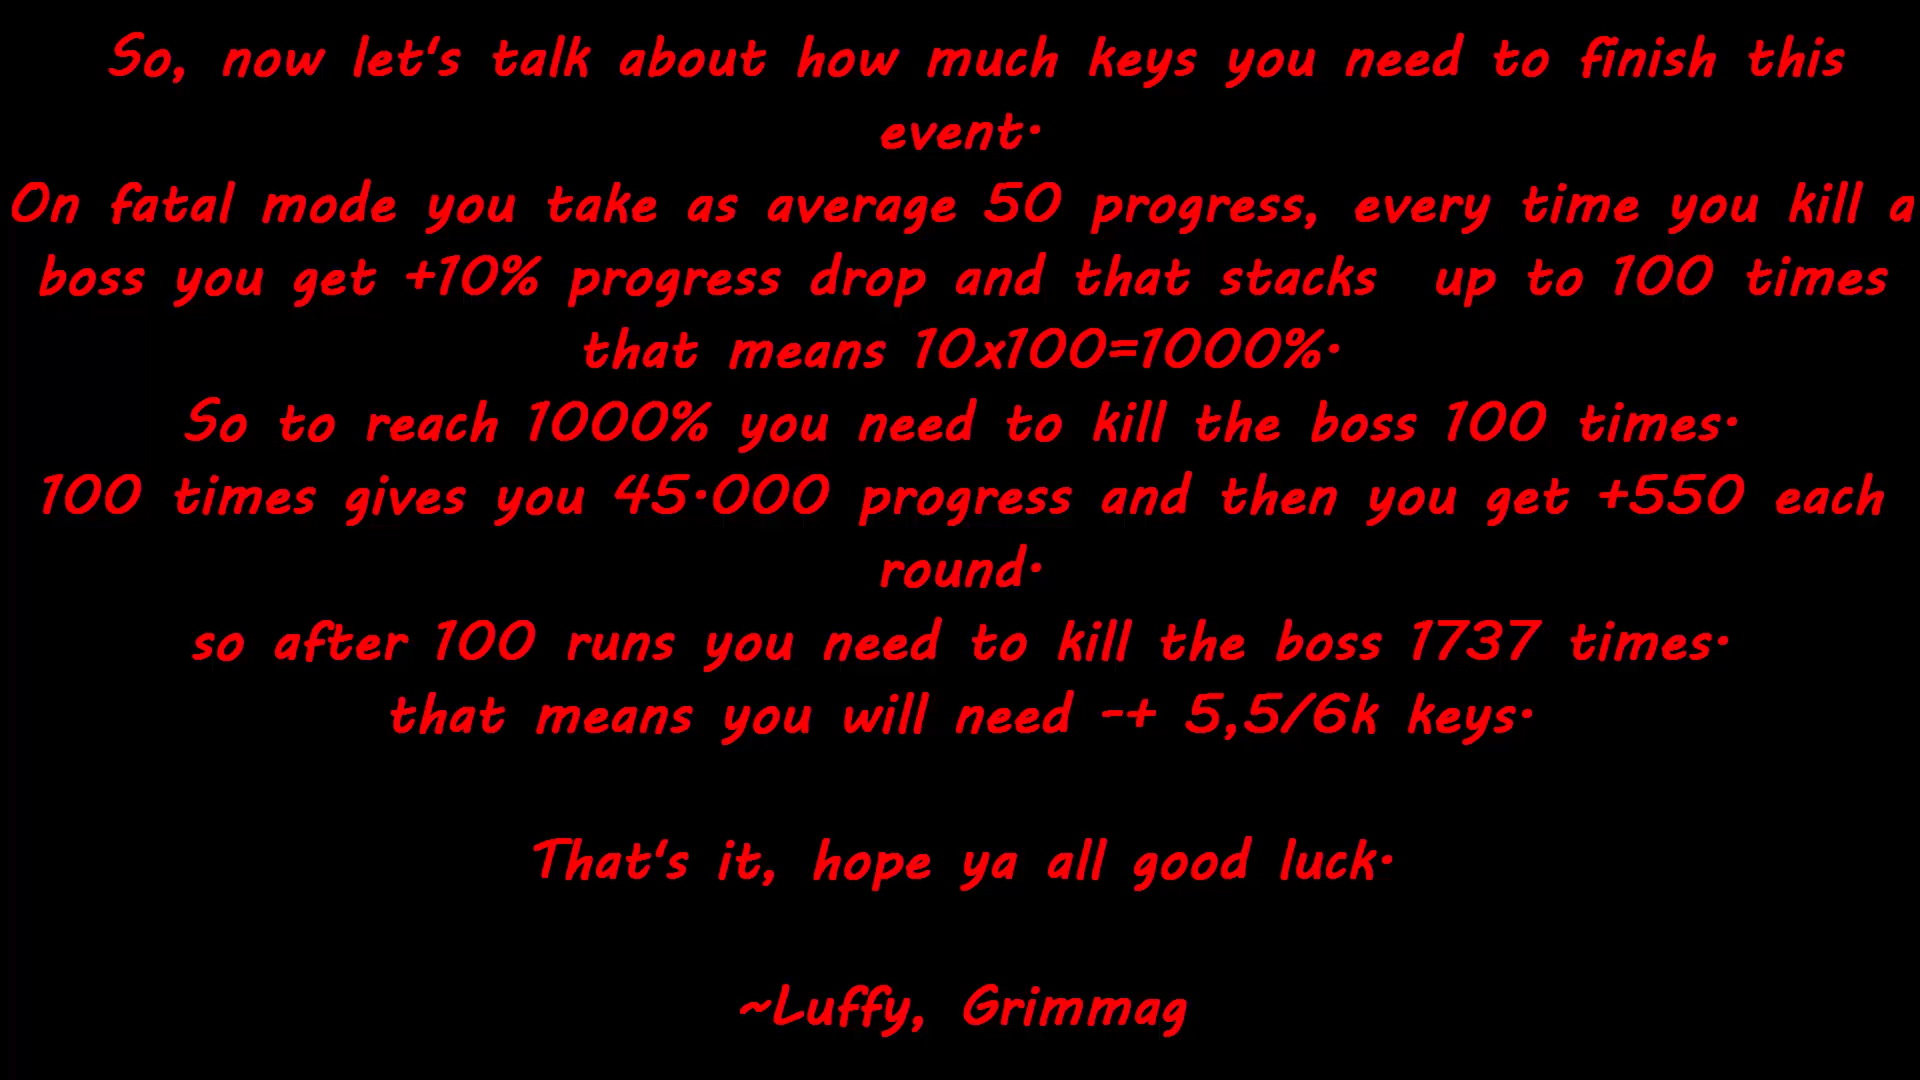 So, now let's talk about how much keys you need to finish this
event.
On fatal mode you take as average 50 progress, every time you kill a
boss you get +10% progress drop and that stacks  up to 100 times
that means 10x100=1000%.
So to reach 1000% you need to kill the boss 100 times.
100 times gives you 45.000 progress and then you get +550 each
round.
so after 100 runs you need to kill the boss 1737 times.
that means you will need -+ 5,5/6k keys.
That's it, hope ya all good luck.
~Luffy, Grimmag